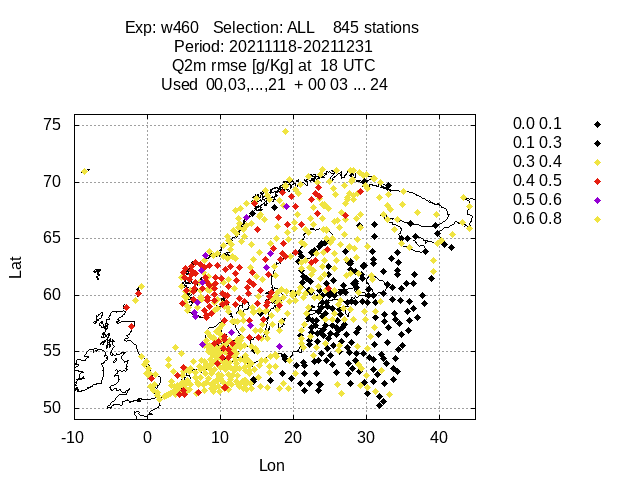 Exp: w460 Selection: ALL 845 stations
Period: 20211118-20211231
Q2m rmse [g/Kg] at 18 UTC
Used 00,03,...,21 + 00 03 ... 24
75
70
65
60
55
50
Lat
-10 0 10 20 30 40
Lon
0.0 0.1
0.1 0.3
0.3 0.4
0.4 0.5
0.5 0.6
0.6 0.8